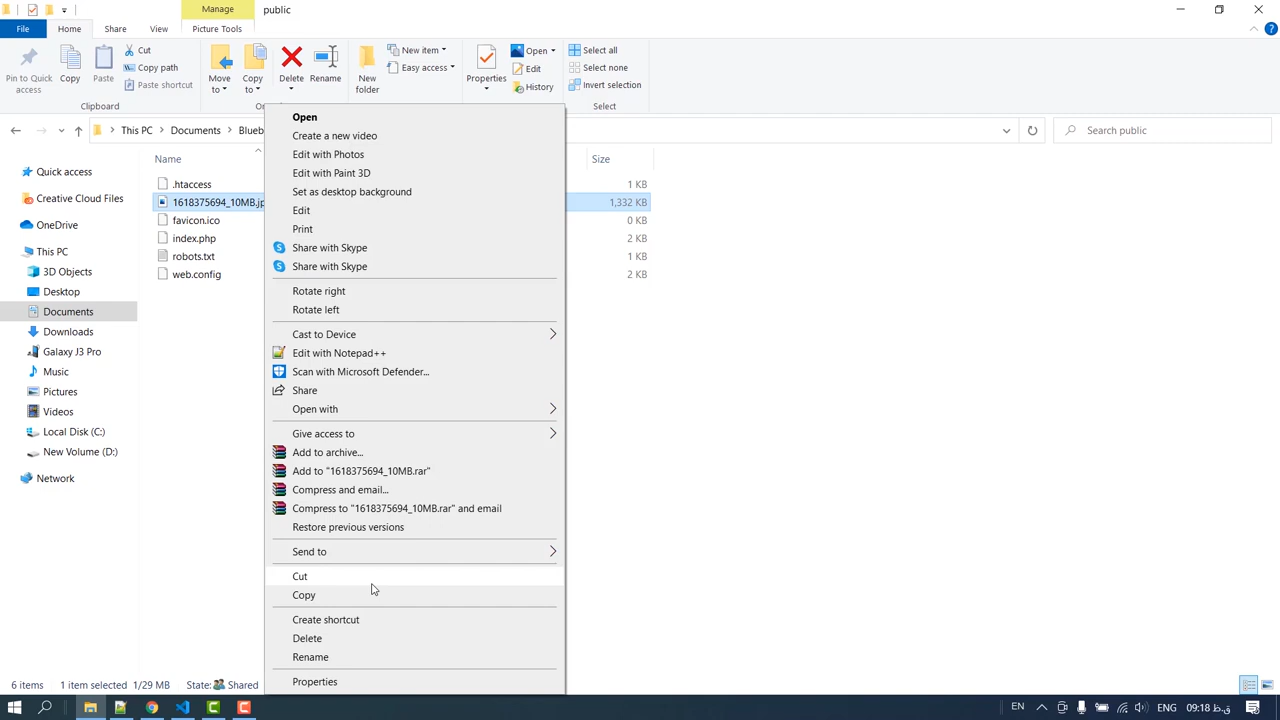 Manage
public
File
Home
Share
View
Picture Tools
Pin to Quick access
Copy
Paste
Cut
Copy path
Paste shortcut
Clipboard
Move to
Copy to
Delete
Rename
New folder
New item
Easy access
Properties
Open
Edit
History
Select all
Select none
Invert selection
Select
This PC
Documents
Search public
Name
Size
.htaccess
1 KB
1618375694_10MB.jp
1,332 KB
favicon.ico
0 KB
index.php
2 KB
robots.txt
1 KB
web.config
2 KB
Quick access
Creative Cloud Files
OneDrive
This PC
3D Objects
Desktop
Documents
Downloads
Galaxy J3 Pro
Music
Pictures
Videos
Local Disk (C:)
New Volume (D:)
Network
Open
Create a new video
Edit with Photos
Edit with Paint 3D
Set as desktop background
Edit
Print
Share with Skype
Share with Skype
Rotate right
Rotate left
Cast to Device
Edit with Notepad++
Scan with Microsoft Defender...
Share
Open with
Give access to
Add to archive...
Add to "1618375694_10MB.rar"
Compress and email...
Compress to "1618375694_10MB.rar" and email
Restore previous versions
Send to
Cut
Copy
Create shortcut
Delete
Rename
Properties
6 items
1 item selected
1/29 MB
State:
Shared
EN
ENG
09:18 ق.ظ